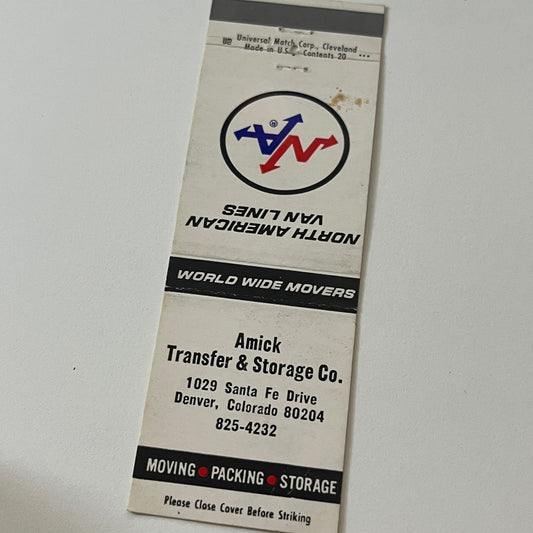 Universal Match Corp., Cleveland
Made in U.S. Contents 20
NA®
NORTH AMERICAN
VAN LINES
WORLD WIDE MOVERS
Amick
Transfer & Storage Co.
1029 Santa Fe Drive
Denver, Colorado 80204
825-4232
MOVING • PACKING • STORAGE
Please Close Cover Before Striking